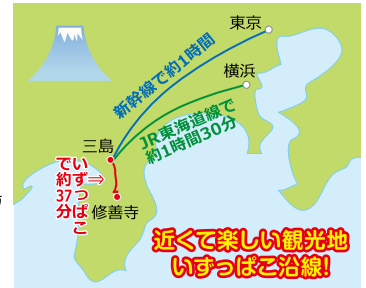 東京
新幹線で約1時間
横浜
JR東海道線で
約1時間30分
三島
いずっぱこ⇒
で約37分
修善寺
近くて楽しい観光地
いずっぱこ沿線!